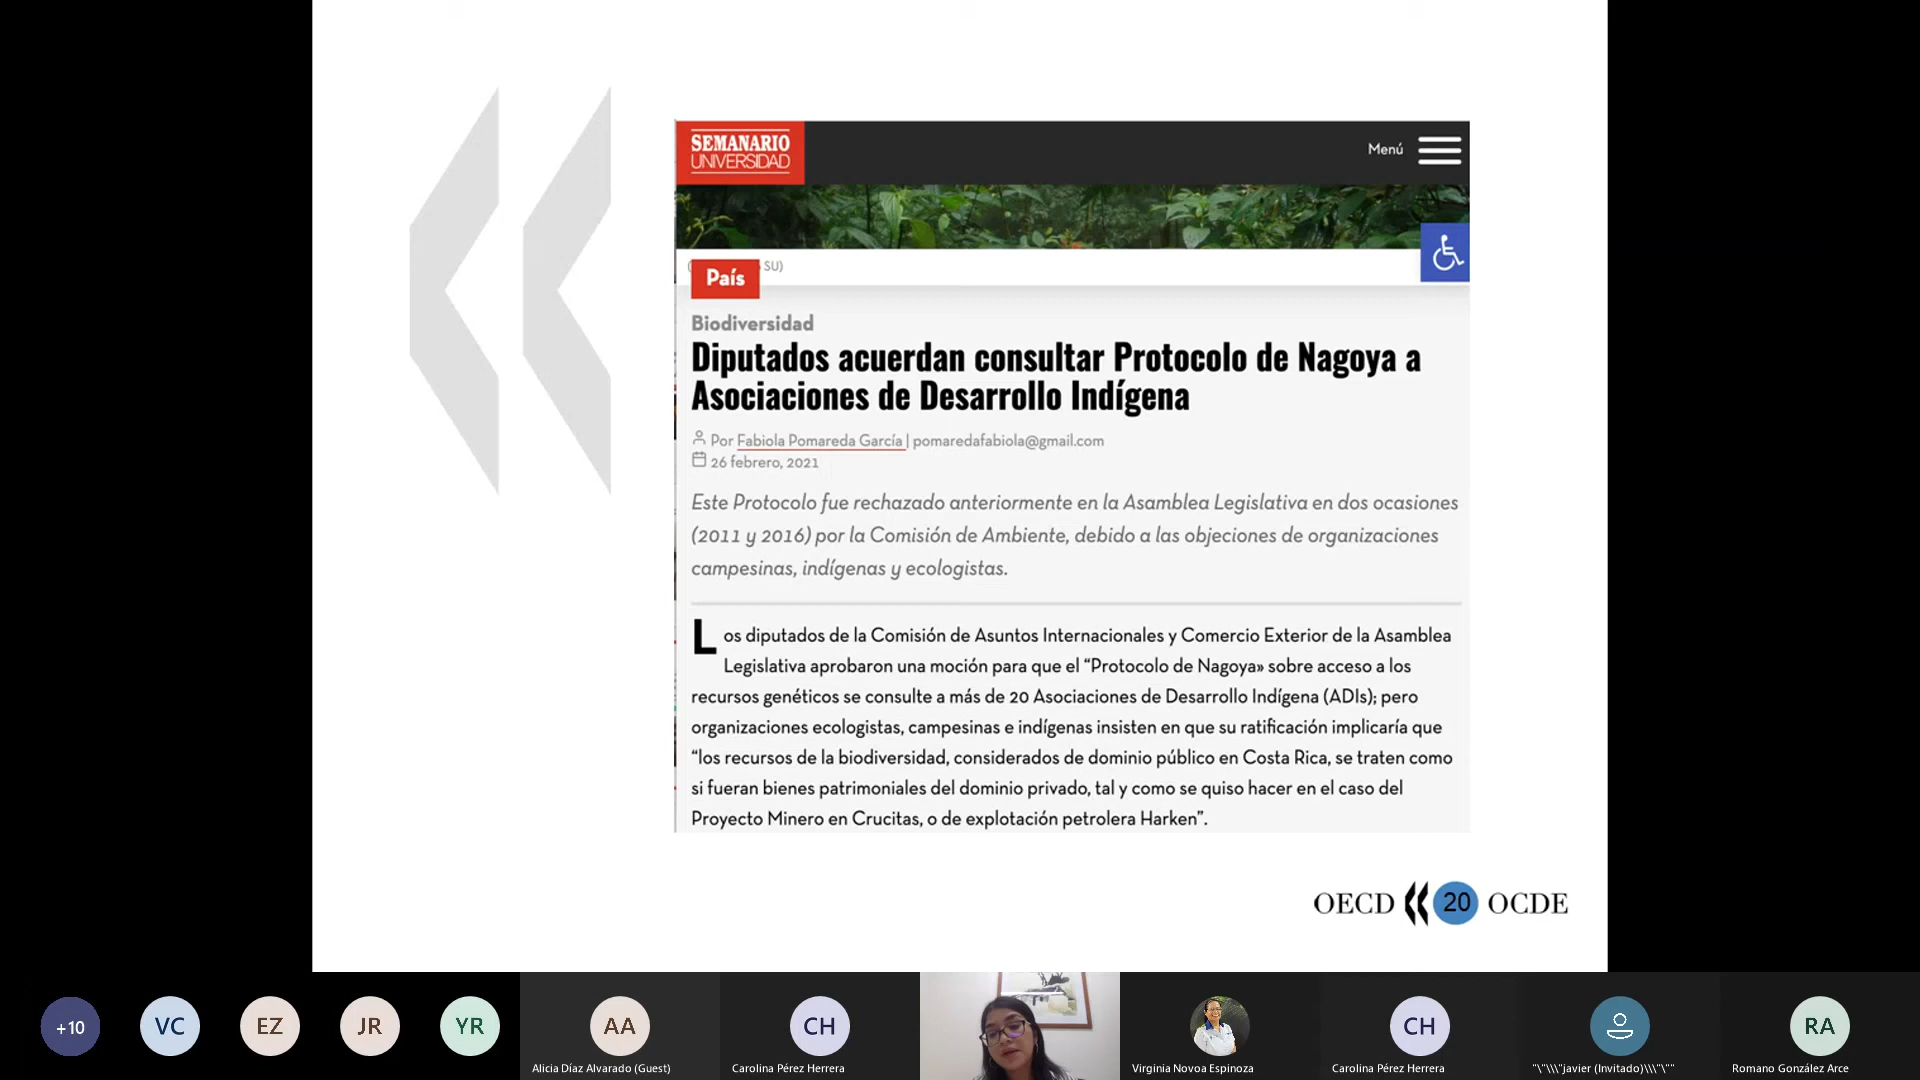 SEMANARIO
UNIVERSIDAD
Menú
SU)
País
Biodiversidad
Diputados acuerdan consultar Protocolo de Nagoya a
Asociaciones de Desarrollo Indígena
Por Fabiola Pomareda García | pomaredafabiola@gmail.com
26 febrero, 2021
Este Protocolo fue rechazado anteriormente en la Asamblea Legislativa en dos ocasiones
(2011 y 2016) por la Comisión de Ambiente, debido a las objeciones de organizaciones
campesinas, indígenas y ecologistas.
Los diputados de la Comisión de Asuntos Internacionales y Comercio Exterior de la Asamblea
Legislativa aprobaron una moción para que el “Protocolo de Nagoya» sobre acceso a los
recursos genéticos se consulte a más de 20 Asociaciones de Desarrollo Indígena (ADIs); pero
organizaciones ecologistas, campesinas e indígenas insisten en que su ratificación implicaría que
“los recursos de la biodiversidad, considerados de dominio público en Costa Rica, se traten como
si fueran bienes patrimoniales del dominio privado, tal y como se quiso hacer en el caso del
Proyecto Minero en Crucitas, o de explotación petrolera Harken”.
OECD 20 OCDE
+10 VC EZ JR YR AA CH CH RA
Alicia Díaz Alvarado (Guest) Carolina Pérez Herrera Virginia Novoa Espinoza Carolina Pérez Herrera "\"\\\"javier (Invitado)\\\"\"" Romano González Arce